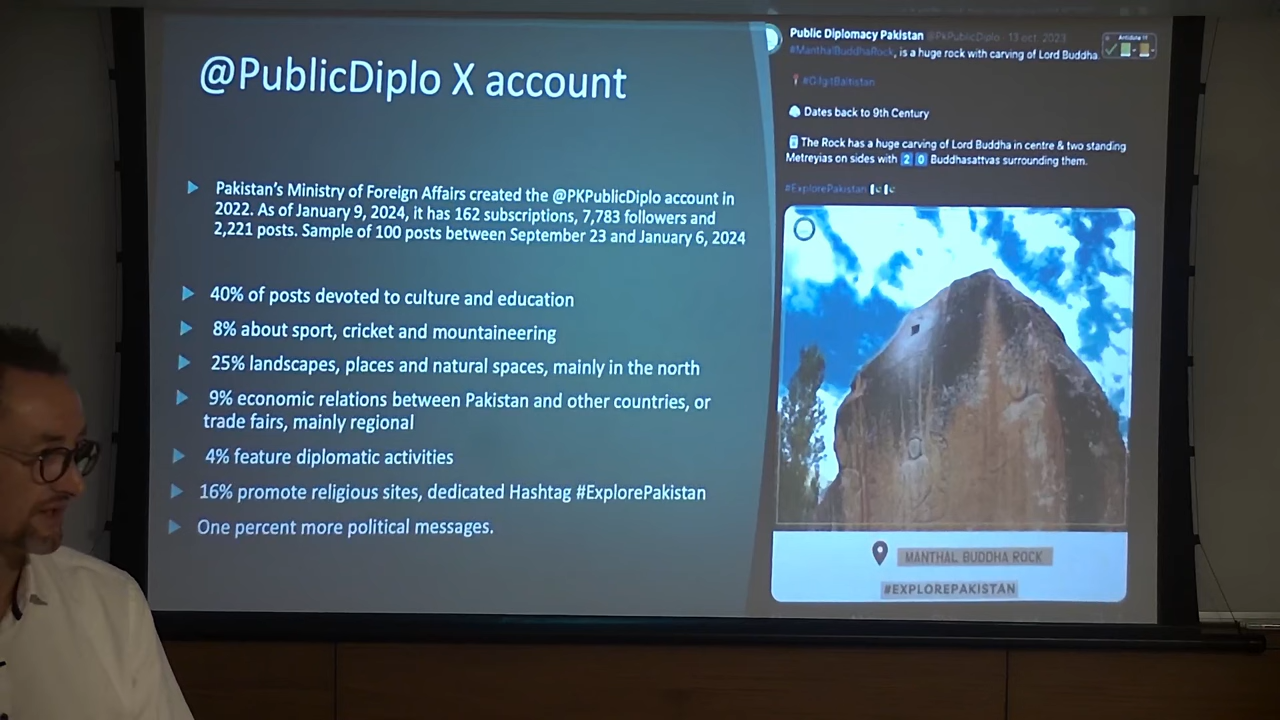 @PublicDiplo X account
Pakistan's Ministry of Foreign Affairs created the @PKPublicDiplo account in
2022. As of January 9, 2024, it has 162 subscriptions, 7,783 followers and
2,221 posts. Sample of 100 posts between September 23 and January 6, 2024
40% of posts devoted to culture and education
8% about sport, cricket and mountaineering
25% landscapes, places and natural spaces, mainly in the north
9% economic relations between Pakistan and other countries, or
trade fairs, mainly regional
4% feature diplomatic activities
16% promote religious sites, dedicated Hashtag #ExplorePakistan
One percent more political messages.
Public Diplomacy Pakistan @PkPublicDiplo · 13 oct. 2023
#ManthalBuddhaRock, is a huge rock with carving of Lord Buddha.
#GilgitBaltistan
Dates back to 9th Century
The Rock has a huge carving of Lord Buddha in centre & two standing
Metreyias on sides with 2 0 Buddhasattvas surrounding them.
#ExplorePakistan
MANTHAL BUDDHA ROCK
#EXPLOREPAKISTAN